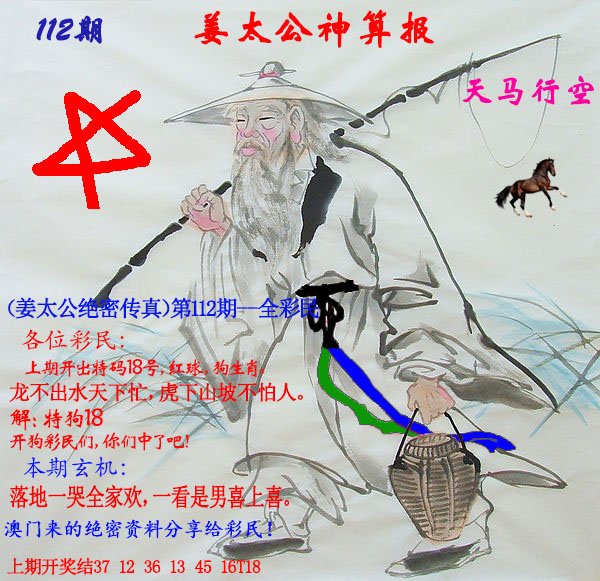 112期
姜太公神算报
天马行空
(姜太公绝密传真)第112期一全彩民
各位彩民:
上期开出特码18号,红球,狗生肖。
龙不出水天下忙,虎下山坡不怕人。
解:特狗18
开狗彩民们,你们中了吧!
本期玄机:
落地一哭全家欢,一看是男喜上喜。
澳门来的绝密资料分享给彩民!
上期开奖结37 12 36 13 45 16T18